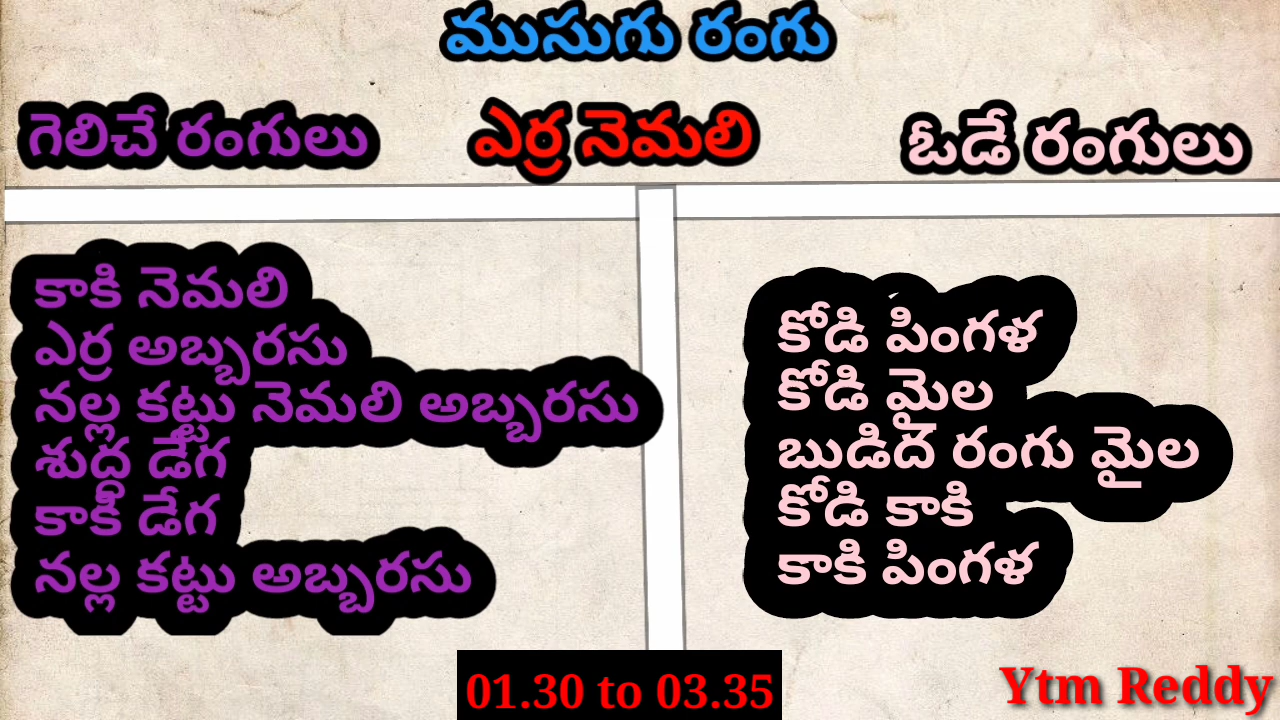 ముసుగు రంగు
గెలిచే రంగులు
ఎర్ర నెమలి
ఓడే రంగులు
కాకి నెమలి
ఎర్ర అబ్బరసు
నల్ల కట్టు నెమలి అబ్బరసు
శుద్ధ డేగ
కాకి డేగ
నల్ల కట్టు అబ్బరసు
కోడి పింగళ
కోడి మైల
బుడిద రంగు మైల
కోడి కాకి
కాకి పింగళ
01.30 to 03.35
Ytm Reddy